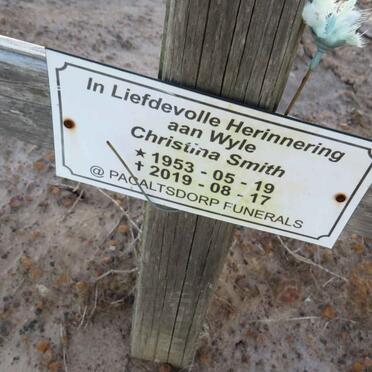 In Liefdevolle Herinnering
aan Wyle
Christina Smith
★ 1953 - 05 - 19
✝ 2019 - 08 - 17
@ PACALTSDORP FUNERALS